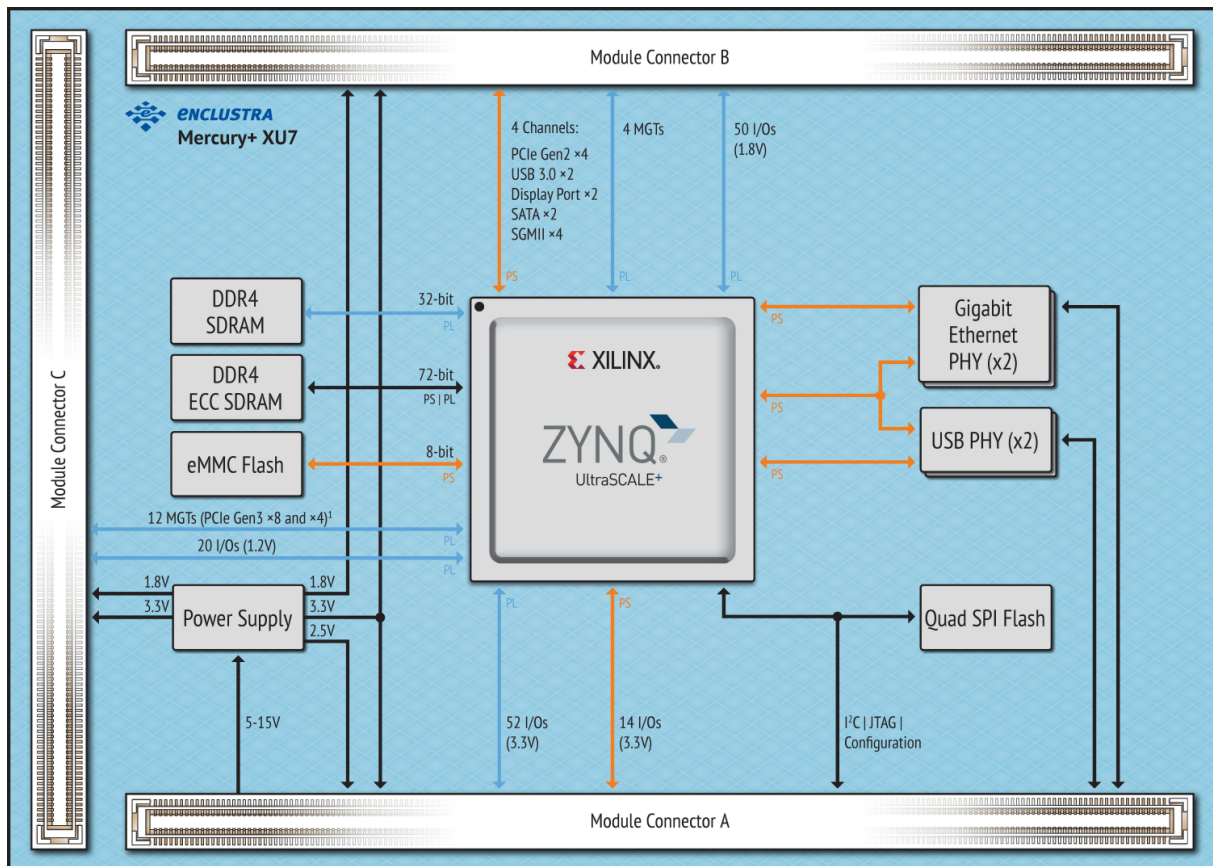 Module Connector B
ENCLUSTRA
Mercury+ XU7
4 Channels:
PCIe Gen2 ×4
USB 3.0 ×2
Display Port ×2
SATA ×2
SGMII ×4
PS
4 MGTs
PL
50 I/Os
(1.8V)
PL
Module Connector C
DDR4
SDRAM
32-bit
PL
DDR4
ECC SDRAM
72-bit
PS | PL
eMMC Flash
8-bit
PS
12 MGTs (PCIe Gen3 ×8 and ×4)¹
PL
20 I/Os (1.2V)
PL
XILINX®
ZYNQ®
UltraSCALE+
PS
Gigabit
Ethernet
PHY (x2)
PS
USB PHY (x2)
PS
1.8V
3.3V
Power Supply
1.8V
3.3V
2.5V
5-15V
PL
52 I/Os
(3.3V)
PS
14 I/Os
(3.3V)
Quad SPI Flash
I²C | JTAG |
Configuration
Module Connector A